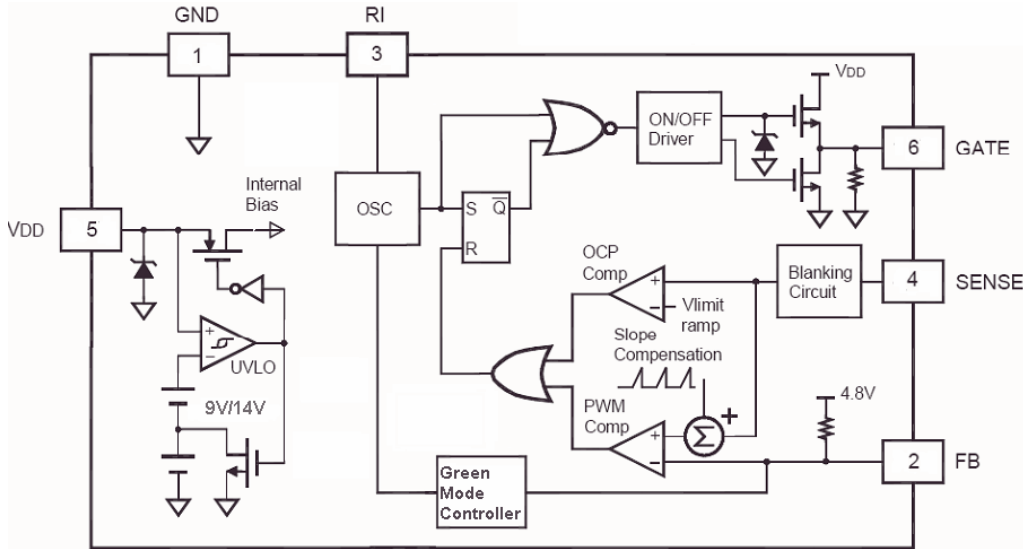 GND
RI
1
3
VDD
ON/OFF
Driver
6
GATE
Internal
Bias
OSC
S Q
R
VDD
5
OCP
Comp
Blanking
Circuit
4
SENSE
+
−
Vlimit
ramp
Slope
Compensation
+
−
UVLO
9V/14V
4.8V
PWM
Comp
+
Σ
+
−
2
FB
Green
Mode
Controller